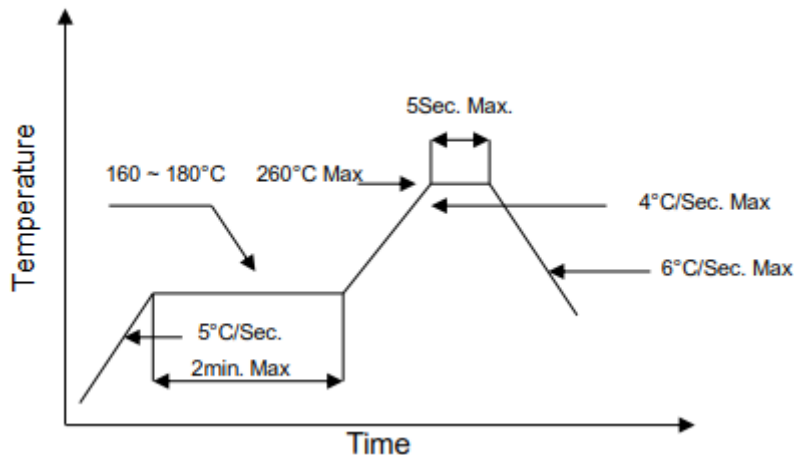 5Sec. Max.
160 ~ 180°C
260°C Max
4°C/Sec. Max
6°C/Sec. Max
5°C/Sec.
2min. Max
Temperature
Time